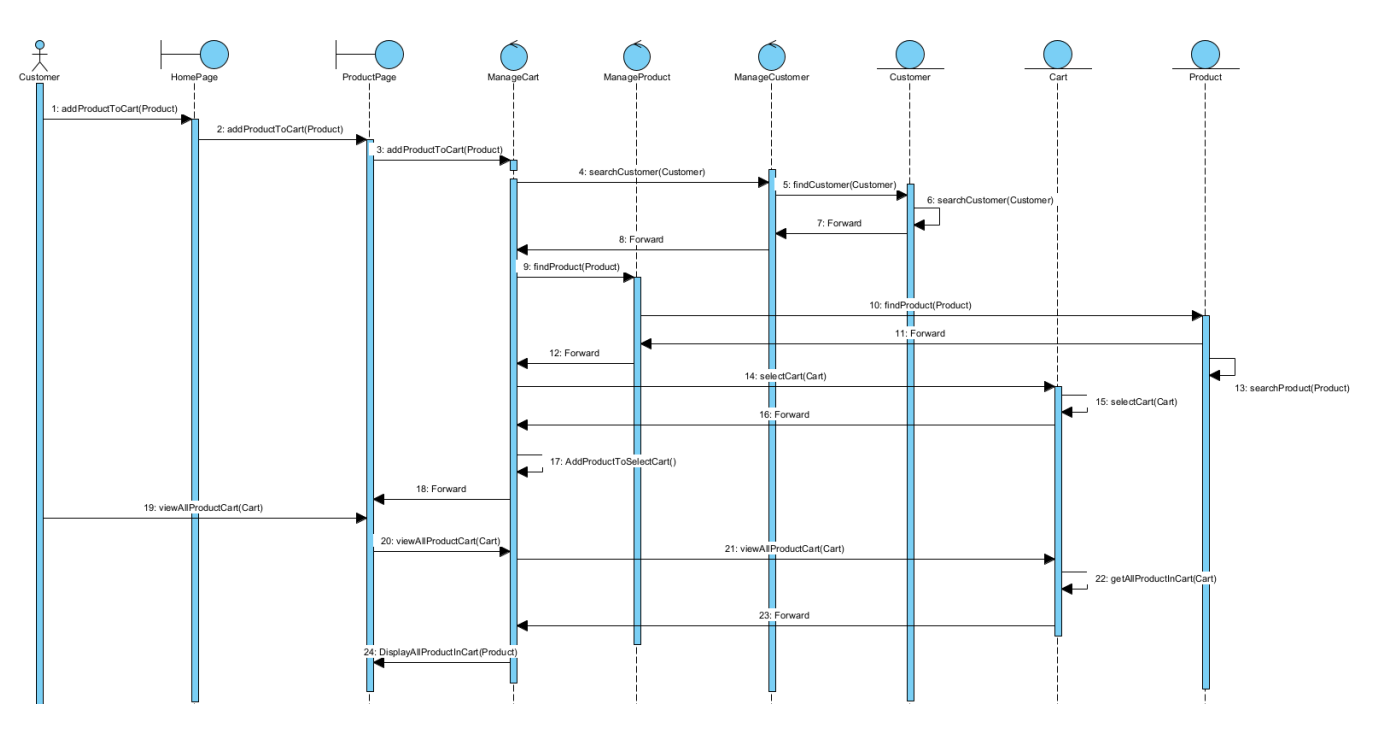 Customer
HomePage
ProductPage
ManageCart
ManageProduct
ManageCustomer
Customer
Cart
Product
1: addProductToCart(Product)
2: addProductToCart(Product)
3: addProductToCart(Product)
4: searchCustomer(Customer)
5: findCustomer(Customer)
6: searchCustomer(Customer)
7: Forward
8: Forward
9: findProduct(Product)
10: findProduct(Product)
11: Forward
12: Forward
13: searchProduct(Product)
14: selectCart(Cart)
15: selectCart(Cart)
16: Forward
17: AddProductToSelectCart()
18: Forward
19: viewAllProductCart(Cart)
20: viewAllProductCart(Cart)
21: viewAllProductCart(Cart)
22: getAllProductInCart(Cart)
23: Forward
24: DisplayAllProductInCart(Product)